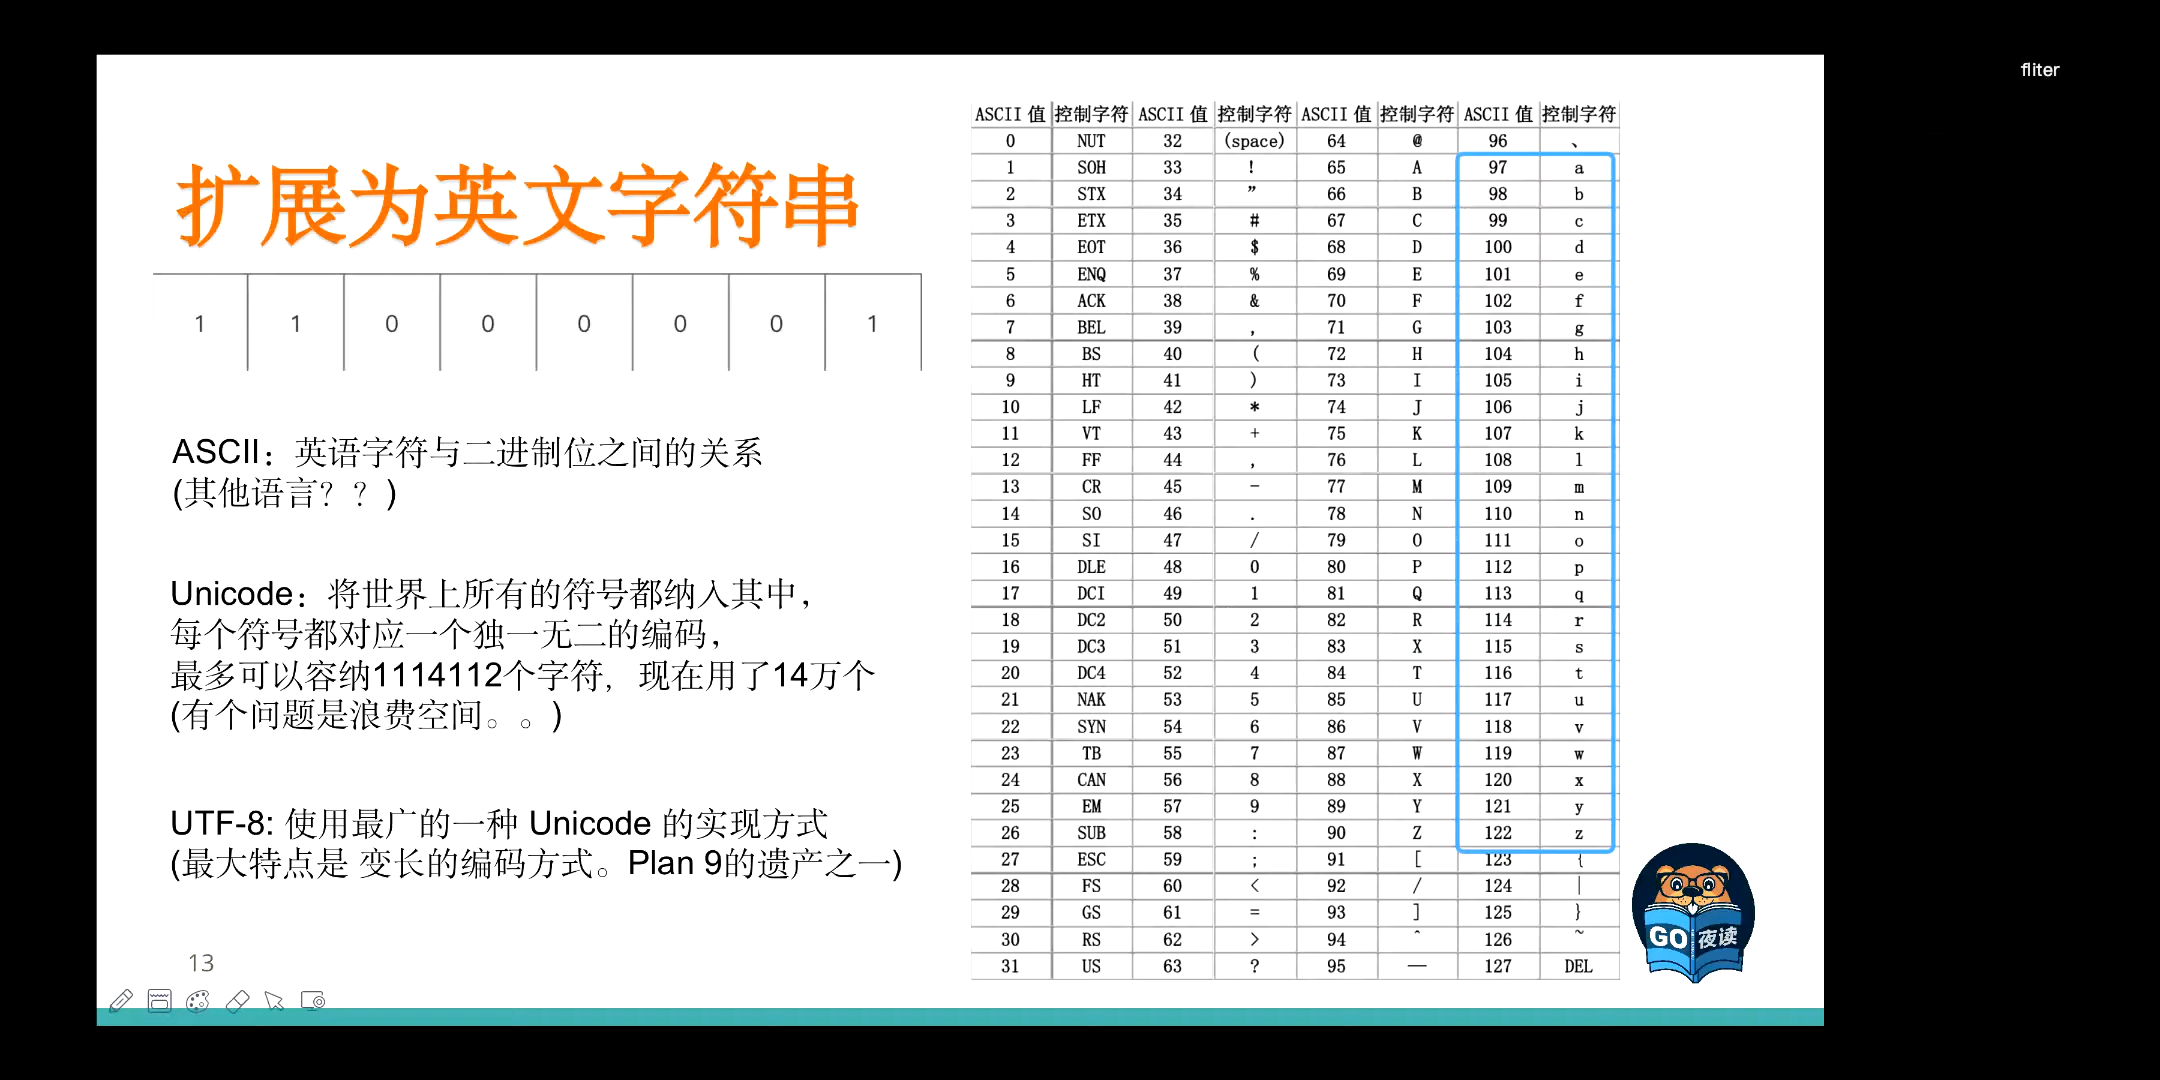 fliter
扩展为英文字符串
1 1 0 0 0 0 0 1
ASCII：英语字符与二进制位之间的关系
(其他语言？？)
Unicode：将世界上所有的符号都纳入其中，
每个符号都对应一个独一无二的编码，
最多可以容纳1114112个字符，现在用了14万个
(有个问题是浪费空间。。)
UTF-8: 使用最广的一种 Unicode 的实现方式
(最大特点是 变长的编码方式。Plan 9的遗产之一)
13
ASCII 值 控制字符 ASCII 值 控制字符 ASCII 值 控制字符 ASCII 值 控制字符
0 NUT 32 (space) 64 @ 96 、
1 SOH 33 ! 65 A 97 a
2 STX 34 ” 66 B 98 b
3 ETX 35 # 67 C 99 c
4 EOT 36 $ 68 D 100 d
5 ENQ 37 % 69 E 101 e
6 ACK 38 & 70 F 102 f
7 BEL 39 , 71 G 103 g
8 BS 40 ( 72 H 104 h
9 HT 41 ) 73 I 105 i
10 LF 42 * 74 J 106 j
11 VT 43 + 75 K 107 k
12 FF 44 , 76 L 108 l
13 CR 45 - 77 M 109 m
14 SO 46 . 78 N 110 n
15 SI 47 / 79 O 111 o
16 DLE 48 0 80 P 112 p
17 DCI 49 1 81 Q 113 q
18 DC2 50 2 82 R 114 r
19 DC3 51 3 83 X 115 s
20 DC4 52 4 84 T 116 t
21 NAK 53 5 85 U 117 u
22 SYN 54 6 86 V 118 v
23 TB 55 7 87 W 119 w
24 CAN 56 8 88 X 120 x
25 EM 57 9 89 Y 121 y
26 SUB 58 : 90 Z 122 z
27 ESC 59 ; 91 [ 123 {
28 FS 60 < 92 / 124 |
29 GS 61 = 93 ] 125 }
30 RS 62 > 94 ^ 126 ~
31 US 63 ? 95 — 127 DEL
GO 夜读